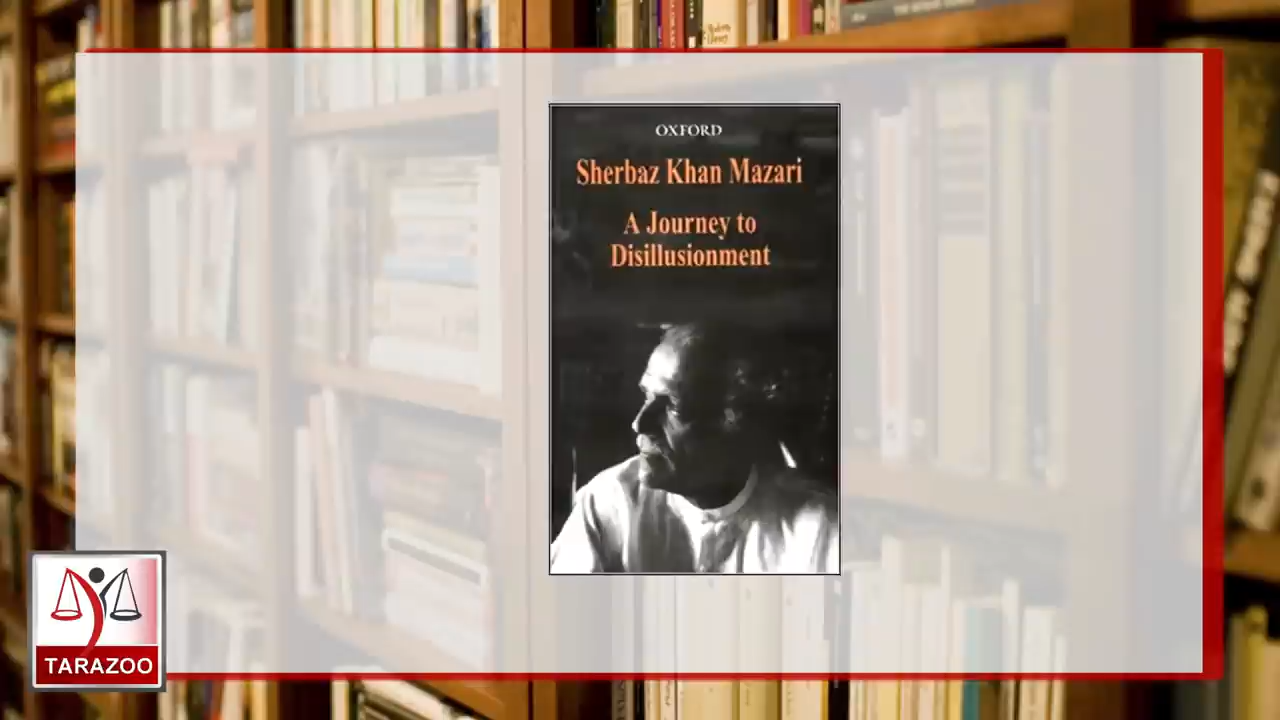 OXFORD
Sherbaz Khan Mazari
A Journey to
Disillusionment
TARAZOO